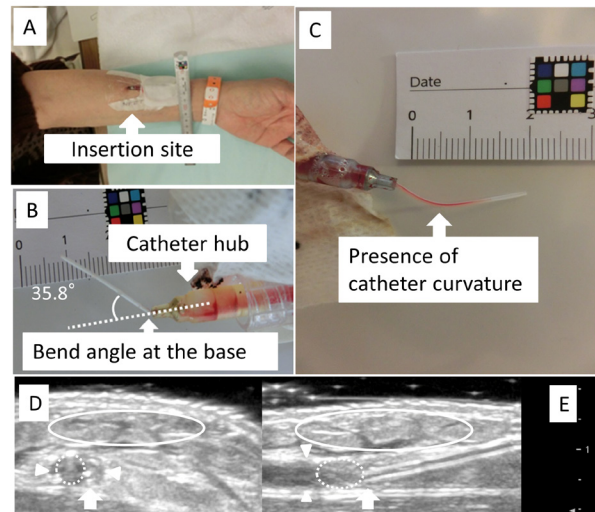 A
Insertion site
B
Catheter hub
0 1
35.8°
Bend angle at the base
C
Date
0 1 2 3
Presence of
catheter curvature
D
E
1